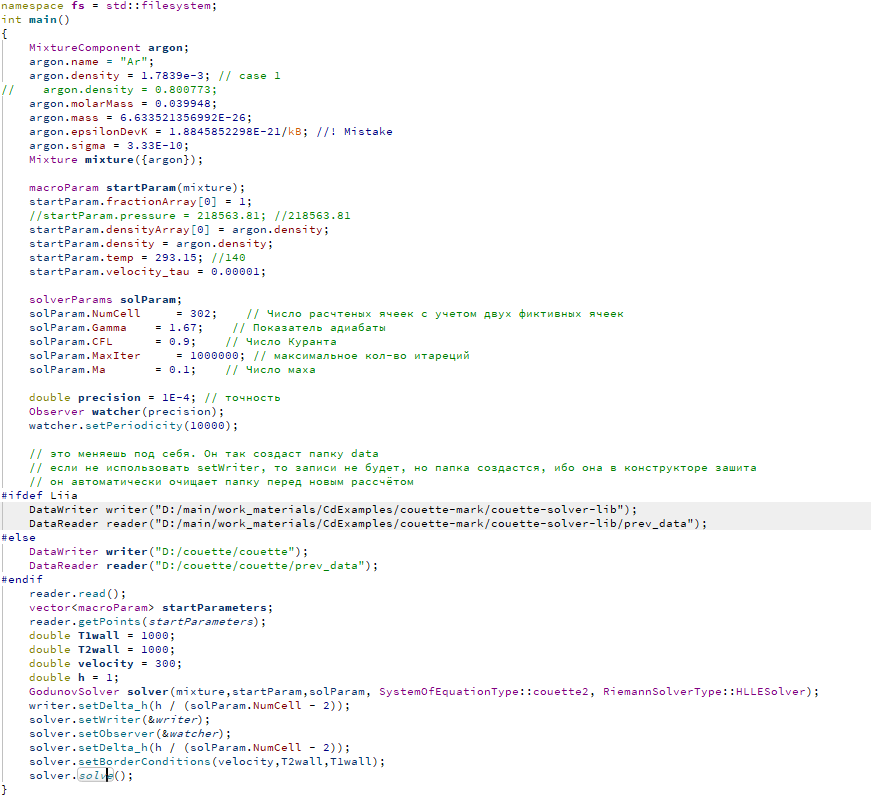 namespace fs = std::filesystem;
int main()
{
    MixtureComponent argon;
    argon.name = "Ar";
    argon.density = 1.7839e-3; // case 1
//    argon.density = 0.800773;
    argon.molarMass = 0.039948;
    argon.mass = 6.633521356992E-26;
    argon.epsilonDevK = 1.8845852298E-21/kB; //! Mistake
    argon.sigma = 3.33E-10;
    Mixture mixture({argon});

    macroParam startParam(mixture);
    startParam.fractionArray[0] = 1;
    //startParam.pressure = 218563.81; //218563.81
    startParam.densityArray[0] = argon.density;
    startParam.density = argon.density;
    startParam.temp = 293.15; //140
    startParam.velocity_tau = 0.00001;

    solverParams solParam;
    solParam.NumCell     = 302;    // Число расчтеных ячеек с учетом двух фиктивных ячеек
    solParam.Gamma    = 1.67;    // Показатель адиабаты
    solParam.CFL      = 0.9;    // Число Куранта
    solParam.MaxIter     = 1000000; // максимальное кол-во итареций
    solParam.Ma       = 0.1;    // Число маха

    double precision = 1E-4; // точность
    Observer watcher(precision);
    watcher.setPeriodicity(10000);

    // это меняешь под себя. Он так создаст папку data
    // если не использовать setWriter, то записи не будет, но папка создастся, ибо она в конструкторе зашита
    // он автоматически очищает папку перед новым рассчётом
#ifdef Liia
    DataWriter writer("D:/main/work_materials/CdExamples/couette-mark/couette-solver-lib");
    DataReader reader("D:/main/work_materials/CdExamples/couette-mark/couette-solver-lib/prev_data");
#else
    DataWriter writer("D:/couette/couette");
    DataReader reader("D:/couette/couette/prev_data");
#endif
    reader.read();
    vector<macroParam> startParameters;
    reader.getPoints(startParameters);
    double T1wall = 1000;
    double T2wall = 1000;
    double velocity = 300;
    double h = 1;
    GodunovSolver solver(mixture,startParam,solParam, SystemOfEquationType::couette2, RiemannSolverType::HLLESolver);
    writer.setDelta_h(h / (solParam.NumCell - 2));
    solver.setWriter(&writer);
    solver.setObserver(&watcher);
    solver.setDelta_h(h / (solParam.NumCell - 2));
    solver.setBorderConditions(velocity,T2wall,T1wall);
    solver.solve();
}